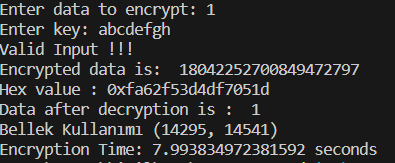 Enter data to encrypt: 1
Enter key: abcdefgh
Valid Input !!!
Encrypted data is:  18042252700849472797
Hex value : 0xfa62f53d4df7051d
Data after decryption is :  1
Bellek Kullanımı (14295, 14541)
Encryption Time: 7.993834972381592 seconds